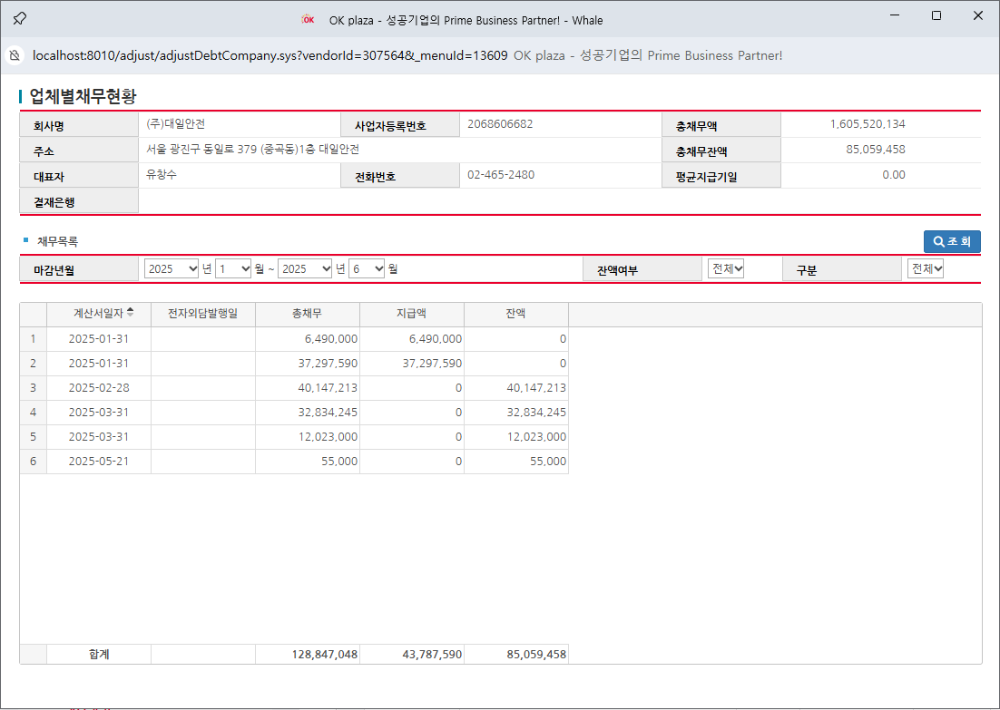 OK plaza - 성공기업의 Prime Business Partner! - Whale
localhost:8010/adjust/adjustDebtCompany.sys?vendorId=307564&_menuId=13609 OK plaza - 성공기업의 Prime Business Partner!
업체별채무현황
회사명 (주)대일안전 사업자등록번호 2068606682 총채무액 1,605,520,134
주소 서울 광진구 동일로 379 (중곡동)1층 대일안전 총채무잔액 85,059,458
대표자 유창수 전화번호 02-465-2480 평균지급기일 0.00
결재은행
채무목록 조 회
마감년월 2025 년 1 월 ~ 2025 년 6 월 잔액여부 전체 구분 전체
계산서일자 전자외담발행일 총채무 지급액 잔액
1 2025-01-31 6,490,000 6,490,000 0
2 2025-01-31 37,297,590 37,297,590 0
3 2025-02-28 40,147,213 0 40,147,213
4 2025-03-31 32,834,245 0 32,834,245
5 2025-03-31 12,023,000 0 12,023,000
6 2025-05-21 55,000 0 55,000
합계 128,847,048 43,787,590 85,059,458